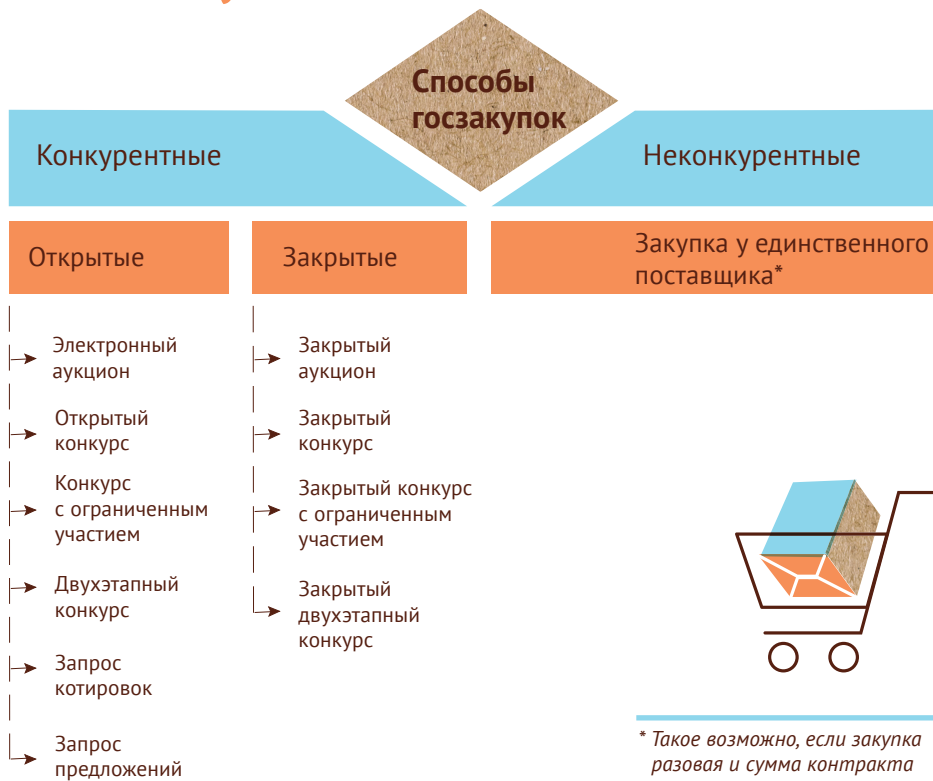 Способы
госзакупок
Конкурентные
Неконкурентные
Открытые
Закрытые
Закупка у единственного
поставщика*
Электронный
аукцион
Открытый
конкурс
Конкурс
с ограниченным
участием
Двухэтапный
конкурс
Запрос
котировок
Запрос
предложений
Закрытый
аукцион
Закрытый
конкурс
Закрытый конкурс
с ограниченным
участием
Закрытый
двухэтапный
конкурс
* Такое возможно, если закупка
разовая и сумма контракта